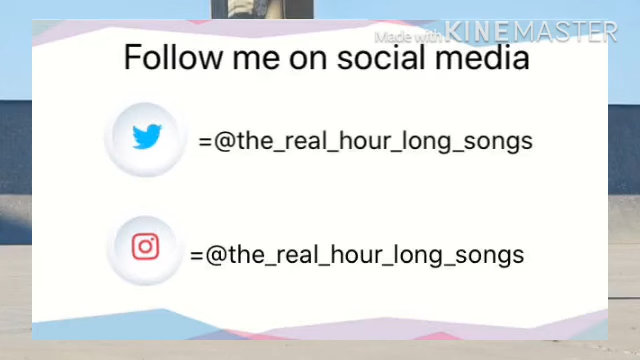 Made with KINEMASTER
Follow me on social media
=@the_real_hour_long_songs
=@the_real_hour_long_songs